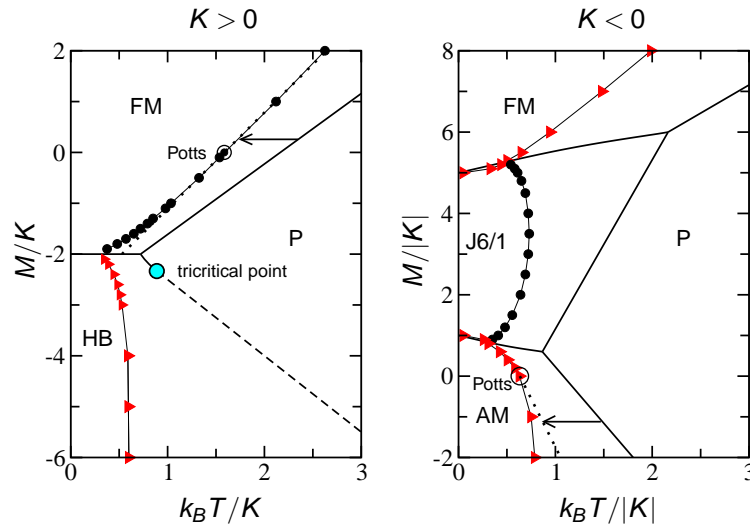 K > 0
K < 0
2
0
-2
-4
-6
M/K
FM
Potts
P
tricritical point
HB
0
1
2
3
k_BT/K
8
6
4
2
0
-2
M/|K|
FM
J6/1
P
Potts
AM
0
1
2
3
k_BT/|K|